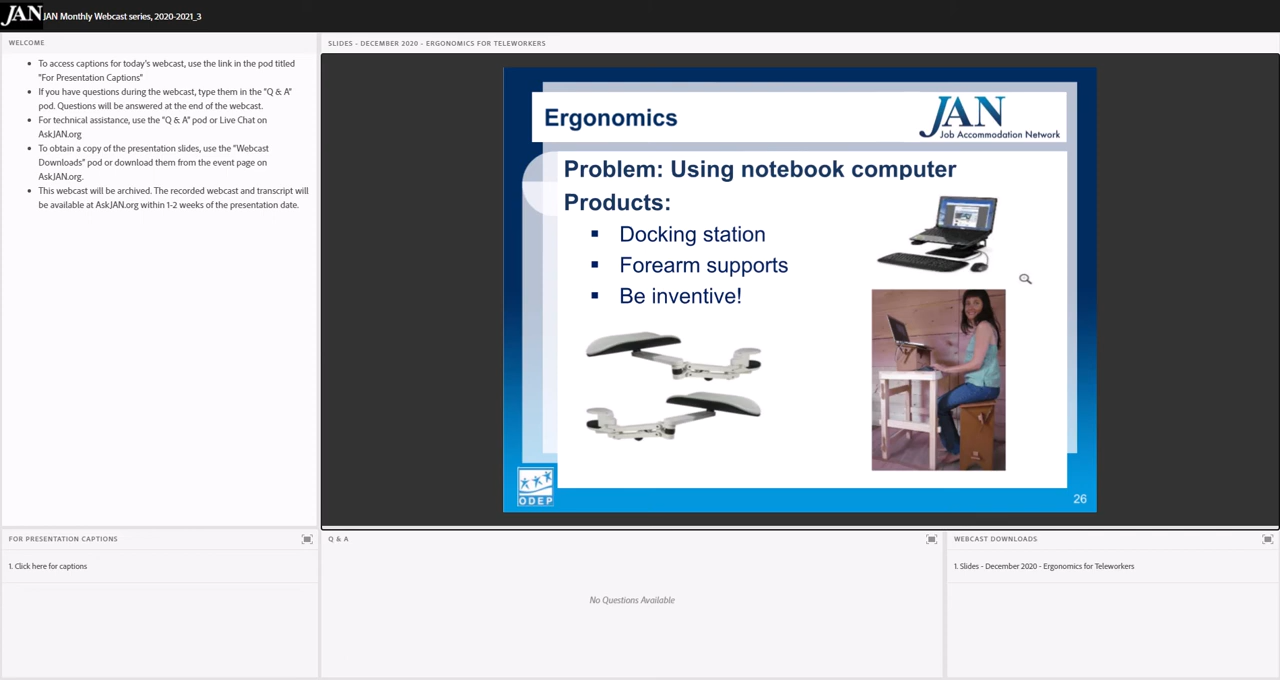 JAN JAN Monthly Webcast series, 2020-2021_3
WELCOME
To access captions for today's webcast, use the link in the pod titled
"For Presentation Captions"
If you have questions during the webcast, type them in the "Q & A"
pod. Questions will be answered at the end of the webcast.
For technical assistance, use the "Q & A" pod or Live Chat on
AskJAN.org
To obtain a copy of the presentation slides, use the "Webcast
Downloads" pod or download them from the event page on
AskJAN.org.
This webcast will be archived. The recorded webcast and transcript will
be available at AskJAN.org within 1-2 weeks of the presentation date.
SLIDES - DECEMBER 2020 - ERGONOMICS FOR TELEWORKERS
Ergonomics
JAN
Job Accommodation Network
Problem: Using notebook computer
Products:
▪ Docking station
▪ Forearm supports
▪ Be inventive!
ODEP
26
FOR PRESENTATION CAPTIONS
1. Click here for captions
Q & A
No Questions Available
WEBCAST DOWNLOADS
1. Slides - December 2020 - Ergonomics for Teleworkers